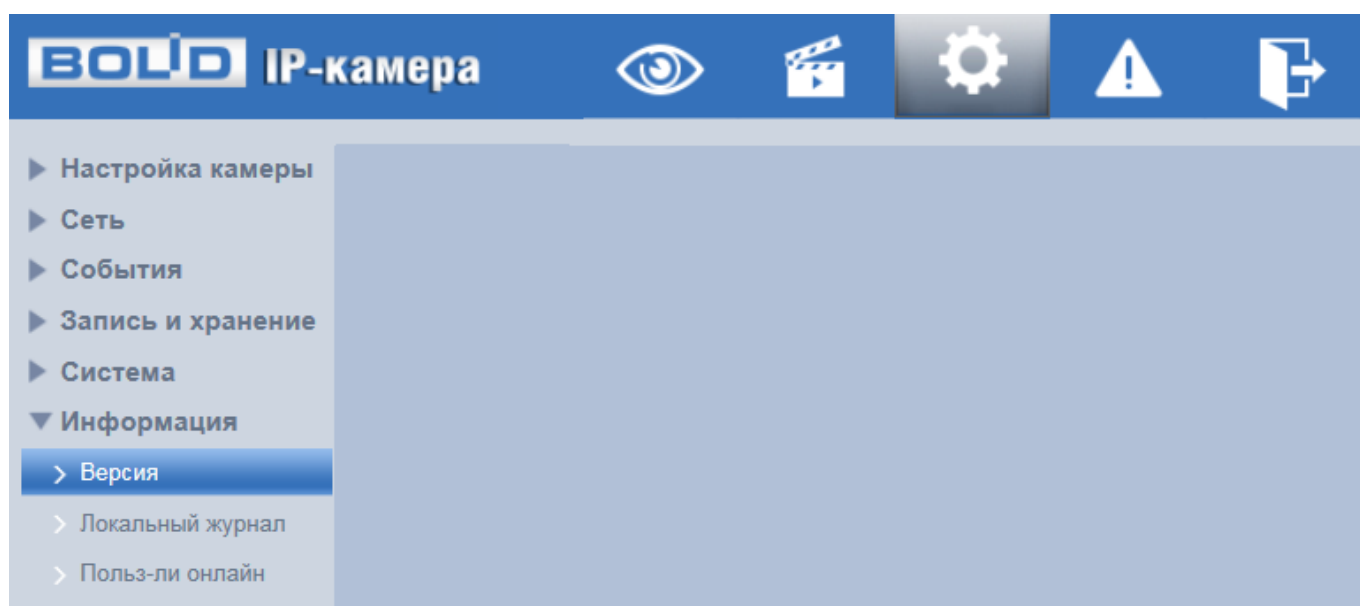 BOLID IP-камера
Настройка камеры
Сеть
События
Запись и хранение
Система
Информация
Версия
Локальный журнал
Польз-ли онлайн